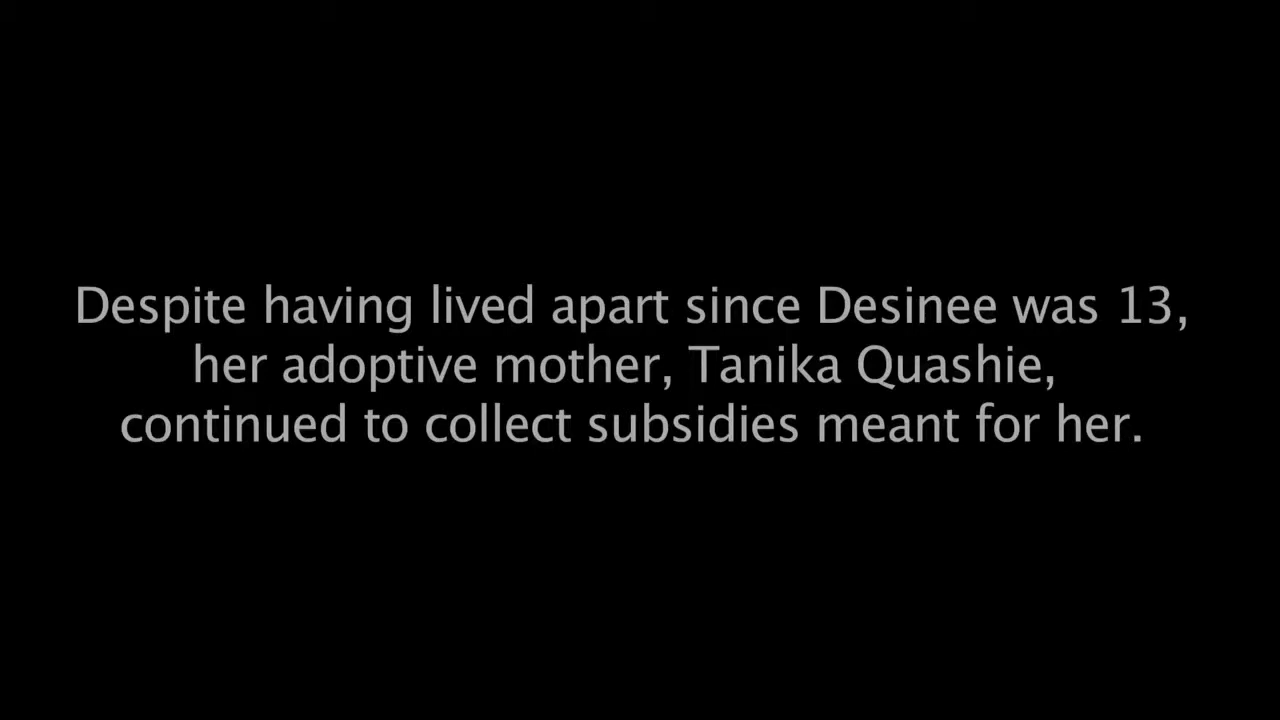 Despite having lived apart since Desinee was 13,
her adoptive mother, Tanika Quashie,
continued to collect subsidies meant for her.